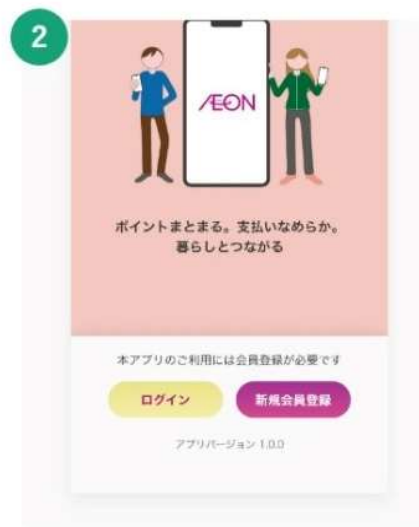 2
ÆON
ポイントまとまる。支払いなめらか。
暮らしとつながる
本アプリのご利用には会員登録が必要です
ログイン 新規会員登録
アプリバージョン 1.0.0